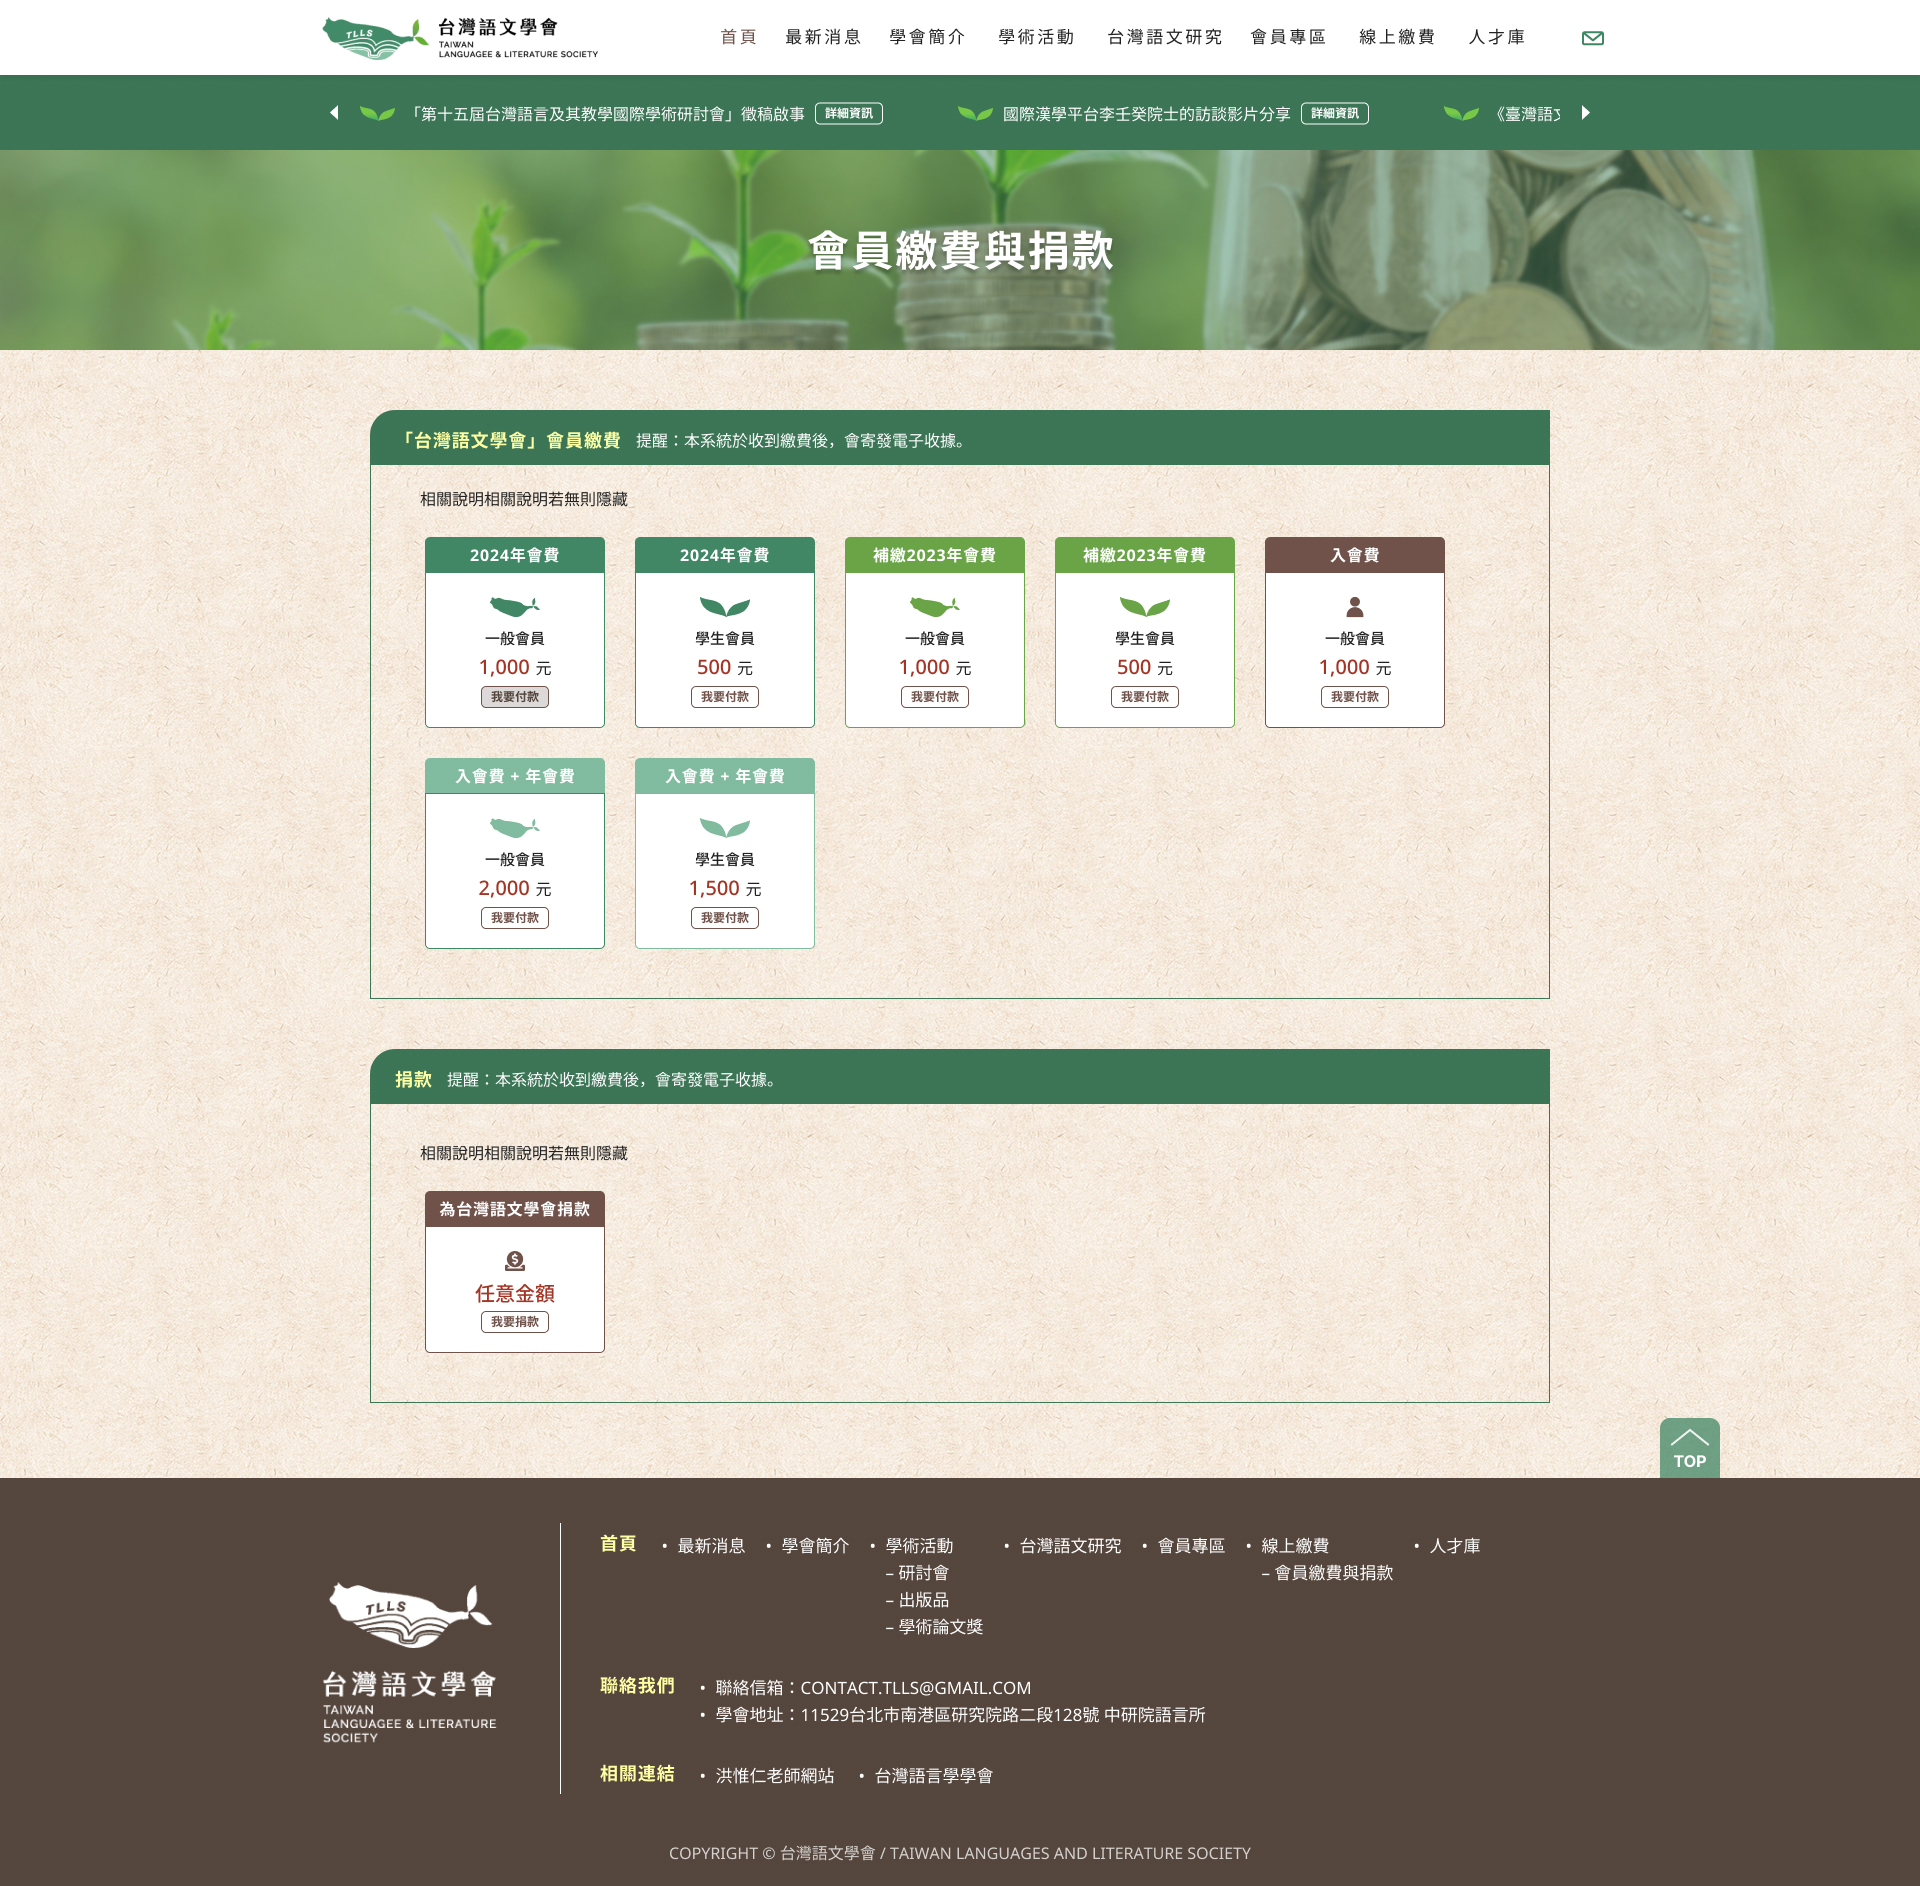 TLLS
台灣語文學會
TAIWAN
LANGUAGEE & LITERATURE SOCIETY
首頁 最新消息 學會簡介 學術活動 台灣語文研究 會員專區 線上繳費 人才庫
「第十五屆台灣語言及其教學國際學術研討會」徵稿啟事 詳細資訊 國際漢學平台李壬癸院士的訪談影片分享 詳細資訊 《臺灣語
會員繳費與捐款
「台灣語文學會」會員繳費 提醒：本系統於收到繳費後，會寄發電子收據。
相關說明相關說明若無則隱藏
2024年會費 2024年會費 補繳2023年會費 補繳2023年會費 入會費
一般會員 學生會員 一般會員 學生會員 一般會員
1,000 元 500 元 1,000 元 500 元 1,000 元
我要付款 我要付款 我要付款 我要付款 我要付款
入會費 + 年會費 入會費 + 年會費
一般會員 學生會員
2,000 元 1,500 元
我要付款 我要付款
捐款 提醒：本系統於收到繳費後，會寄發電子收據。
相關說明相關說明若無則隱藏
為台灣語文學會捐款
任意金額
我要捐款
TOP
TLLS
台灣語文學會
TAIWAN
LANGUAGEE & LITERATURE
SOCIETY
首頁 • 最新消息 • 學會簡介 • 學術活動 • 台灣語文研究 • 會員專區 • 線上繳費 • 人才庫
– 研討會 – 會員繳費與捐款
– 出版品
– 學術論文獎
聯絡我們 • 聯絡信箱：CONTACT.TLLS@GMAIL.COM
• 學會地址：11529台北市南港區研究院路二段128號 中研院語言所
相關連結 • 洪惟仁老師網站 • 台灣語言學學會
COPYRIGHT © 台灣語文學會 / TAIWAN LANGUAGES AND LITERATURE SOCIETY